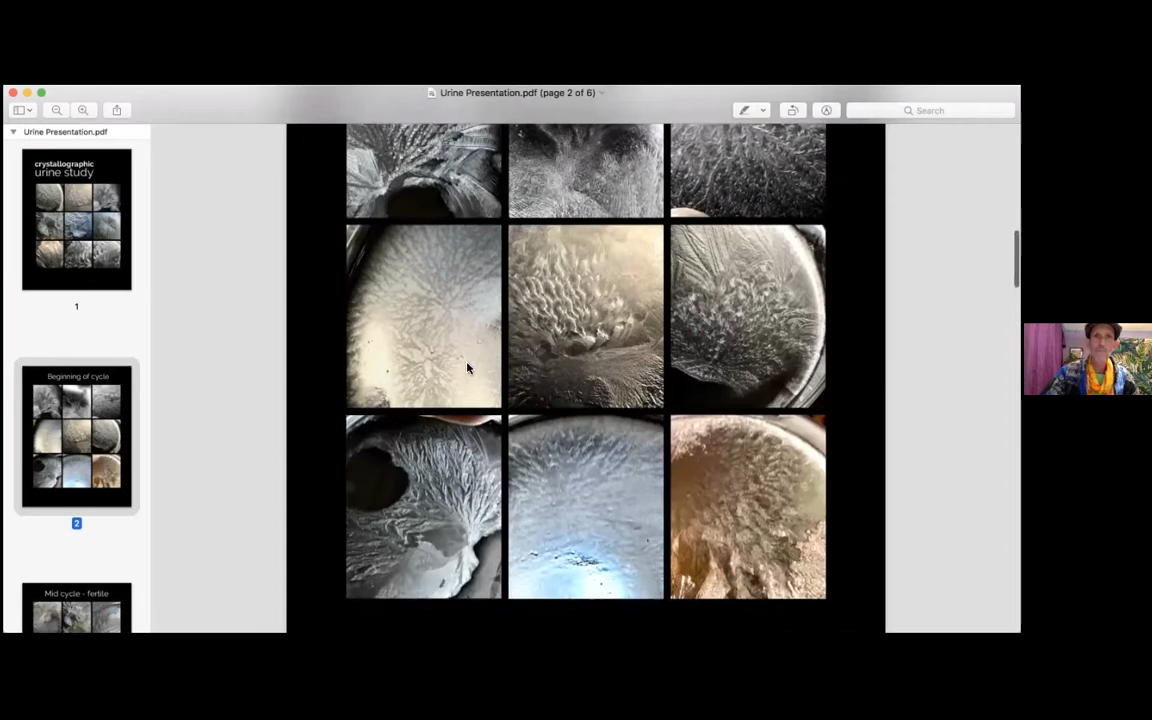 Urine Presentation.pdf (page 2 of 6)
Search
Urine Presentation.pdf
crystallographic
urine study
1
Beginning of cycle
2
Mid cycle - fertile